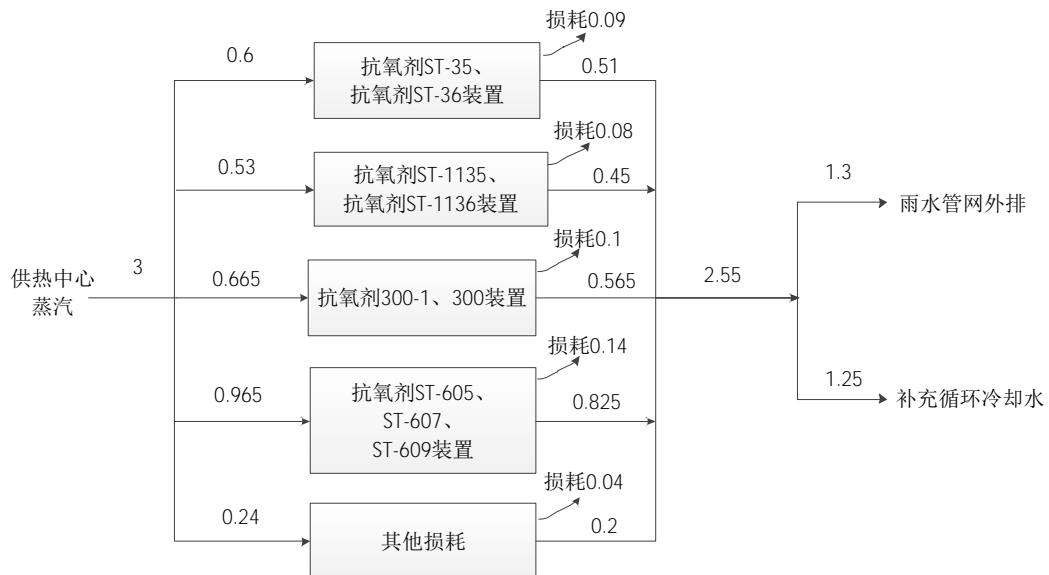 损耗0.09
0.6
抗氧剂ST-35、
抗氧剂ST-36装置
0.51
损耗0.08
0.53
抗氧剂ST-1135、
抗氧剂ST-1136装置
0.45
1.3
雨水管网外排
损耗0.1
供热中心
蒸汽
3
0.665
抗氧剂300-1、300装置
0.565
2.55
损耗0.14
0.965
抗氧剂ST-605、
ST-607、
ST-609装置
0.825
1.25
补充循环冷却水
损耗0.04
0.24
其他损耗
0.2